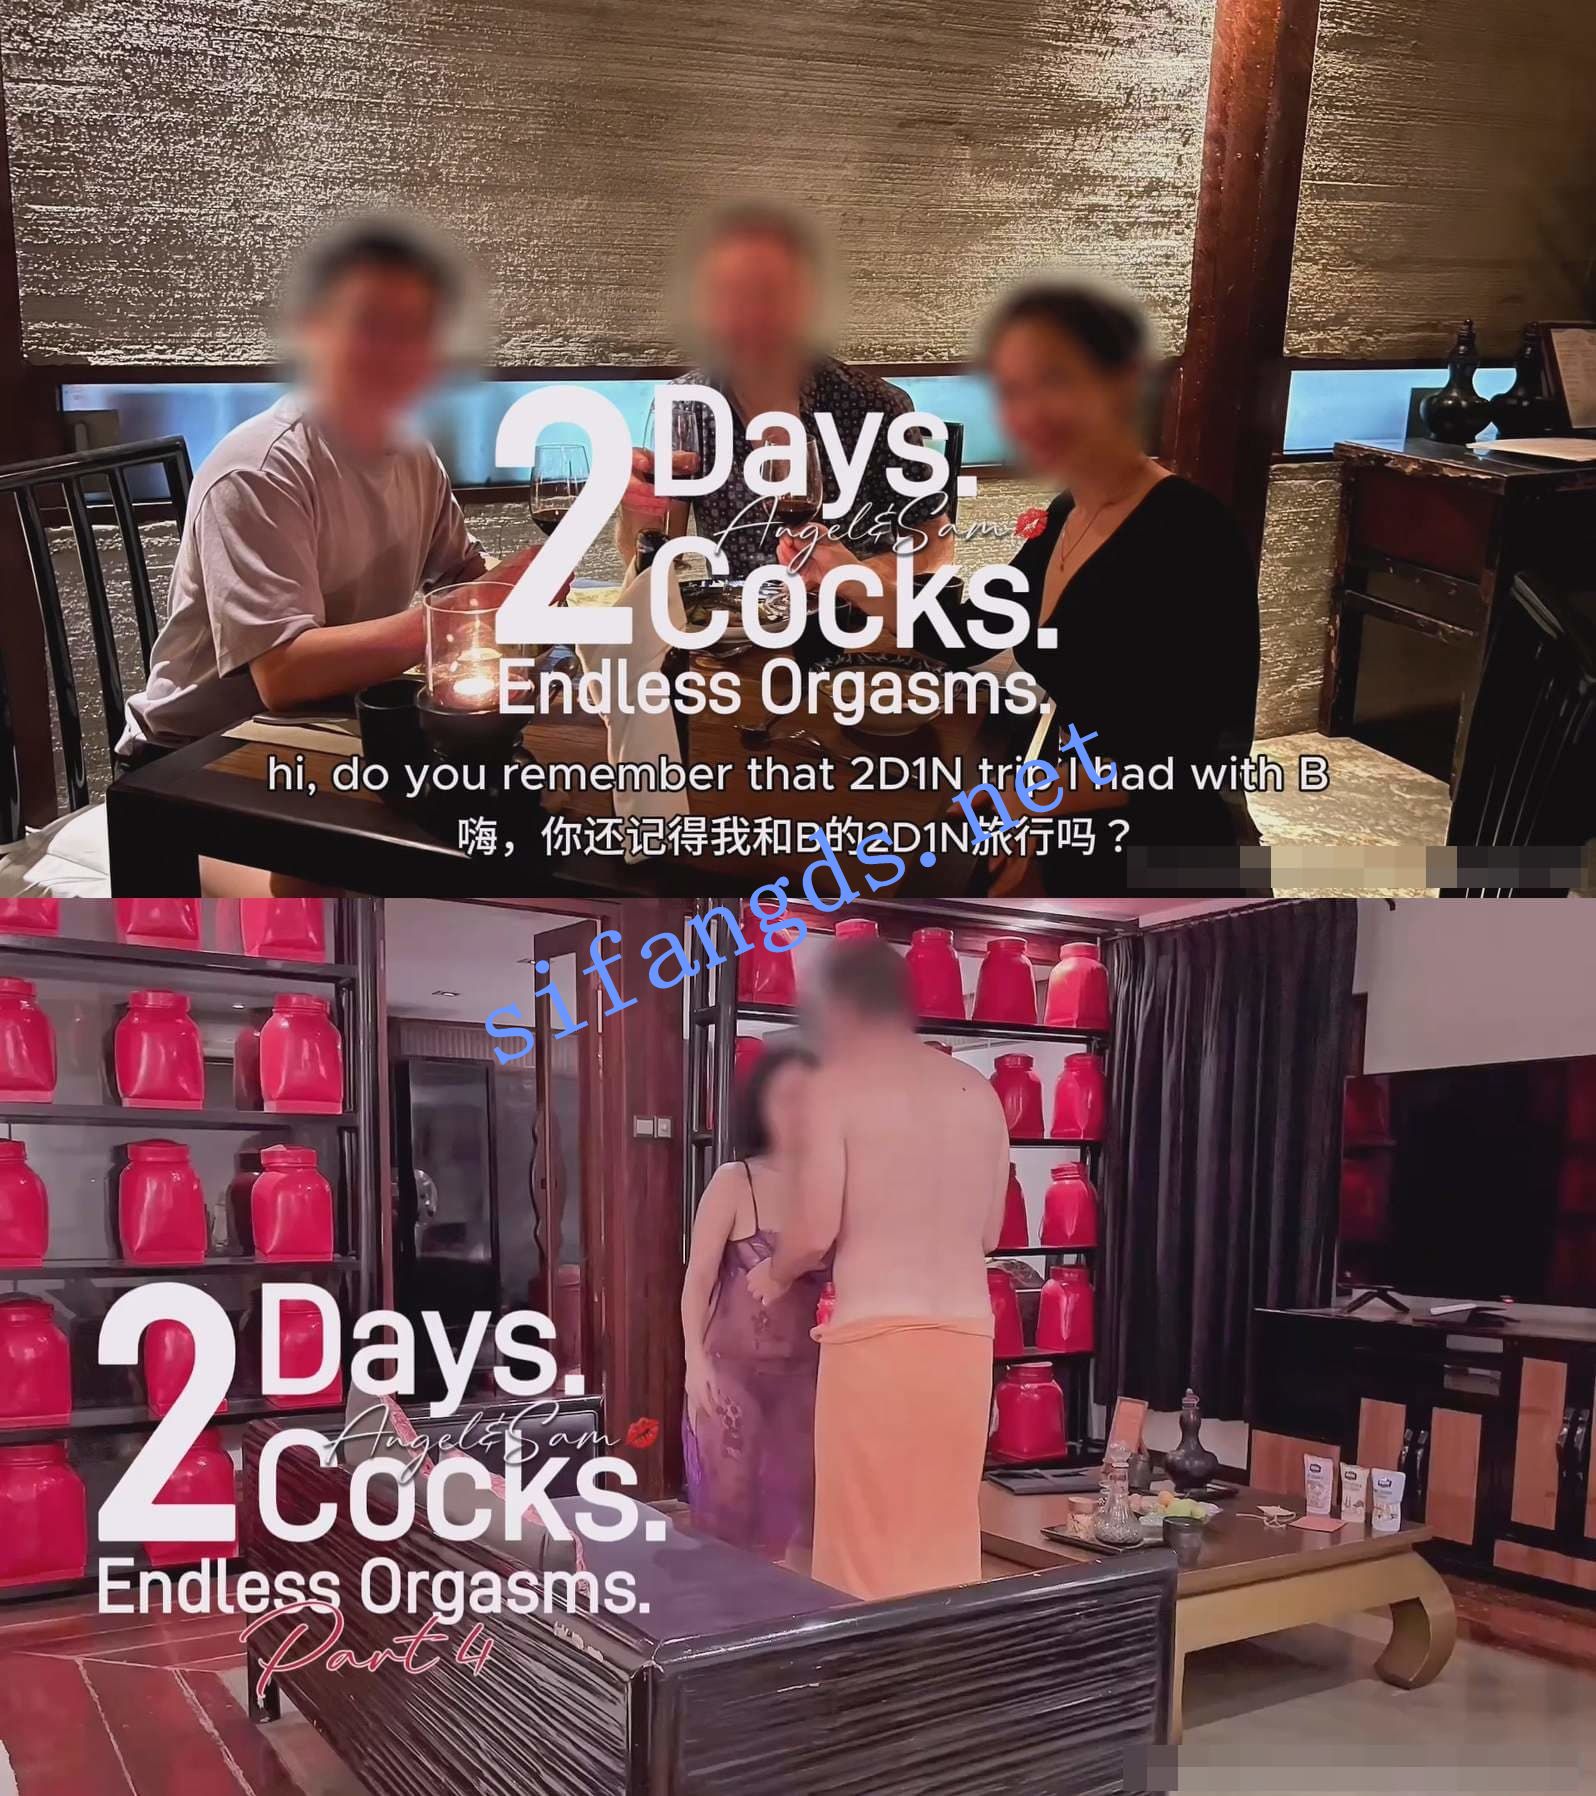 2 Days.
Angel&Sam
Cocks.
Endless Orgasms.
hi, do you remember that 2D1N trip I had with B
嗨，你还记得我和B的2D1N旅行吗？
sifangds.net
2 Days.
Angel&Sam
Cocks.
Endless Orgasms.
Part 4